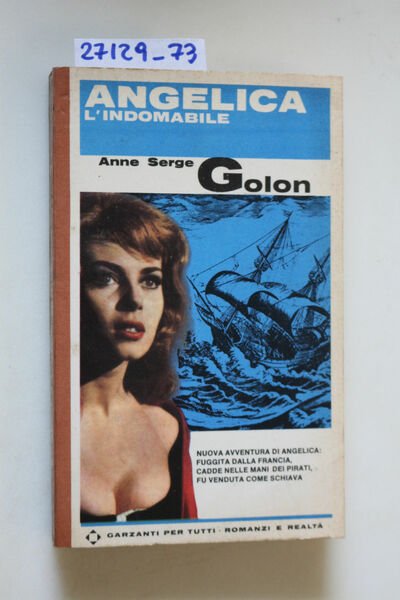 27129_73
ANGELICA
L'INDOMABILE
Anne Serge Golon
NUOVA AVVENTURA DI ANGELICA:
FUGGITA DALLA FRANCIA,
CADDE NELLE MANI DEI PIRATI,
FU VENDUTA COME SCHIAVA
GARZANTI PER TUTTI · ROMANZI E REALTÀ